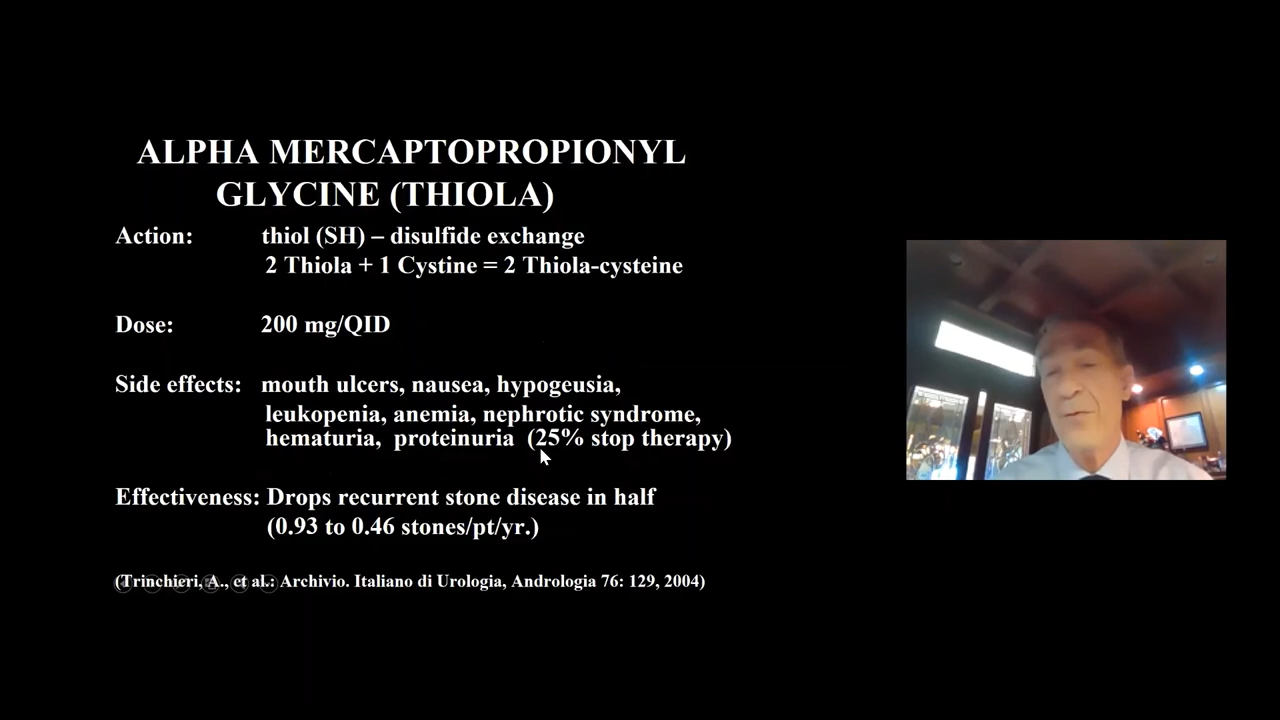 ALPHA MERCAPTOPROPIONYL
GLYCINE (THIOLA)
Action: thiol (SH) – disulfide exchange
2 Thiola + 1 Cystine = 2 Thiola-cysteine
Dose: 200 mg/QID
Side effects: mouth ulcers, nausea, hypogeusia,
leukopenia, anemia, nephrotic syndrome,
hematuria, proteinuria (25% stop therapy)
Effectiveness: Drops recurrent stone disease in half
(0.93 to 0.46 stones/pt/yr.)
(Trinchieri, A., et al.: Archivio. Italiano di Urologia, Andrologia 76: 129, 2004)